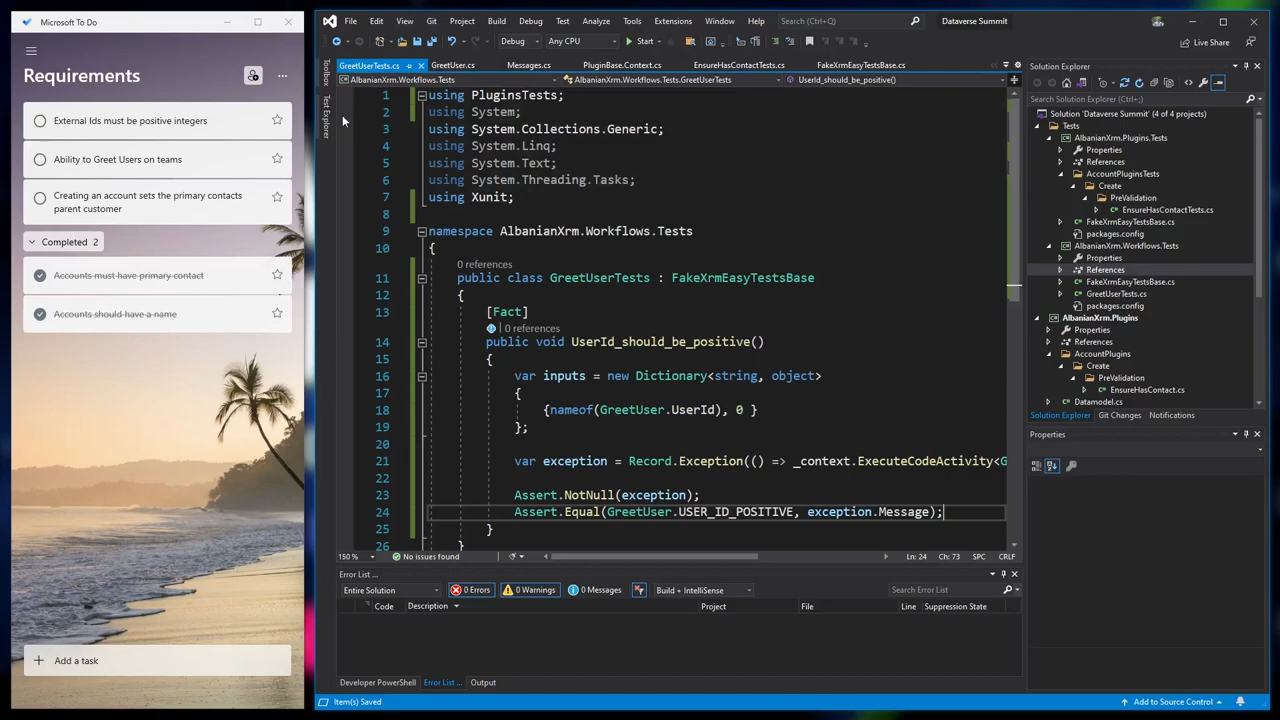 Microsoft To Do
Requirements
External Ids must be positive integers
Ability to Greet Users on teams
Creating an account sets the primary contacts
parent customer
Completed 2
Accounts must have primary contact
Accounts should have a name
Add a task
File Edit View Git Project Build Debug Test Analyze Tools Extensions Window Help Search (Ctrl+Q) Dataverse Summit
Debug Any CPU Start Live Share
Toolbox
Test Explorer
GreetUserTests.cs GreetUser.cs Messages.cs PluginBase.Context.cs EnsureHasContactTests.cs FakeXrmEasyTestsBase.cs
AlbanianXrm.Workflows.Tests AlbanianXrm.Workflows.Tests.GreetUserTests UserId_should_be_positive()
1 using PluginsTests;
2 using System;
3 using System.Collections.Generic;
4 using System.Linq;
5 using System.Text;
6 using System.Threading.Tasks;
7 using Xunit;
8
9 namespace AlbanianXrm.Workflows.Tests
10 {
0 references
11 public class GreetUserTests : FakeXrmEasyTestsBase
12 {
13 [Fact]
0 references
14 public void UserId_should_be_positive()
15 {
16 var inputs = new Dictionary<string, object>
17 {
18 {nameof(GreetUser.UserId), 0 }
19 };
20
21 var exception = Record.Exception(() => _context.ExecuteCodeActivity<G
22
23 Assert.NotNull(exception);
24 Assert.Equal(GreetUser.USER_ID_POSITIVE, exception.Message);
25 }
26 }
150 % No issues found Ln: 24 Ch: 73 SPC CRLF
Error List ...
Entire Solution 0 Errors 0 Warnings 0 Messages Build + IntelliSense Search Error List
Code Description Project File Line Suppression State
Developer PowerShell Error List ... Output
Item(s) Saved Add to Source Control
Solution Explorer
Search Solution Explorer (Ctrl+;)
Solution 'Dataverse Summit' (4 of 4 projects)
Tests
AlbanianXrm.Plugins.Tests
Properties
References
AccountPluginsTests
Create
PreValidation
EnsureHasContactTests.cs
FakeXrmEasyTestsBase.cs
packages.config
AlbanianXrm.Workflows.Tests
Properties
References
FakeXrmEasyTestsBase.cs
GreetUserTests.cs
packages.config
AlbanianXrm.Plugins
Properties
References
AccountPlugins
Create
PreValidation
EnsureHasContact.cs
Datamodel.cs
Solution Explorer Git Changes Notifications
Properties